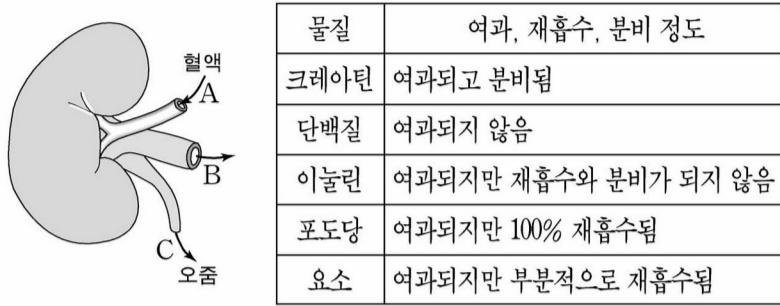 혈액
A
B
C
오줌
물질 여과, 재흡수, 분비 정도
크레아틴 여과되고 분비됨
단백질 여과되지 않음
이눌린 여과되지만 재흡수와 분비가 되지 않음
포도당 여과되지만 100% 재흡수됨
요소 여과되지만 부분적으로 재흡수됨